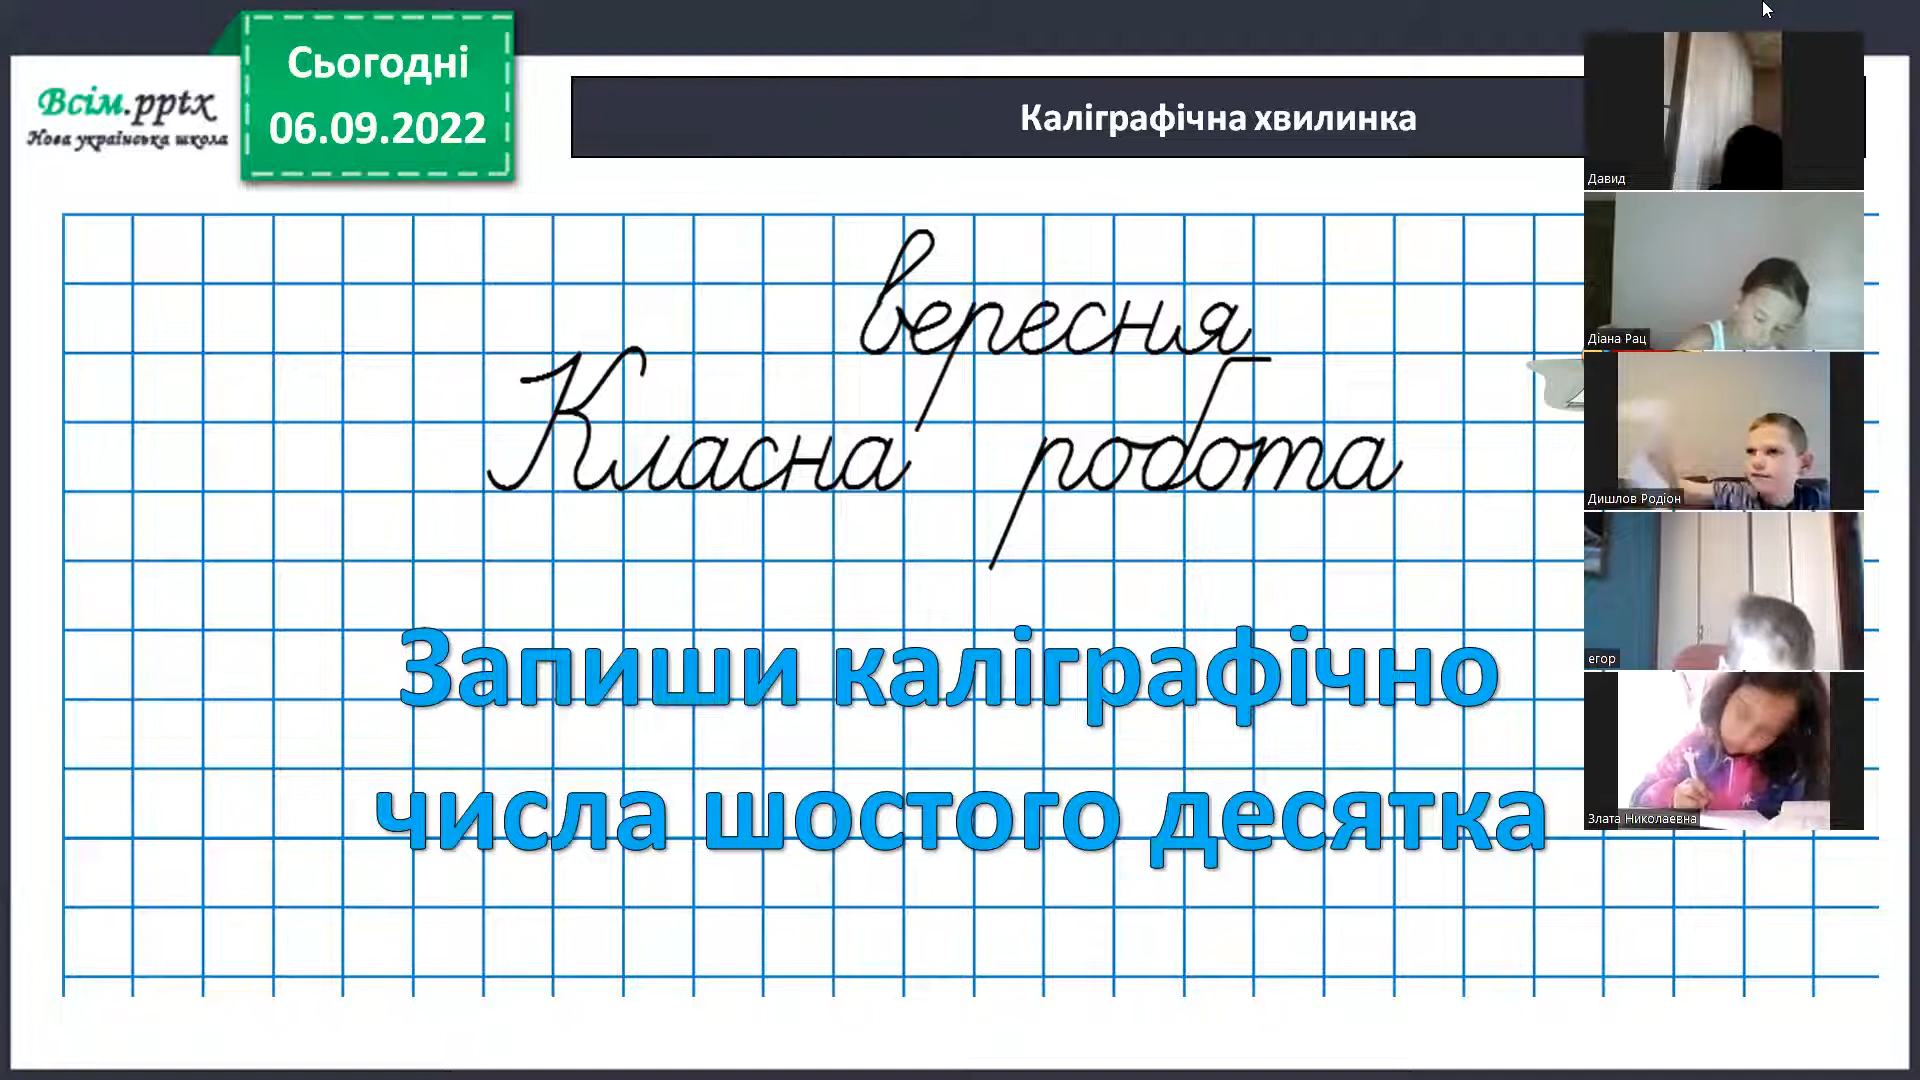 Сьогодні
06.09.2022
Всім.pptx
Нова українська школа
Каліграфічна хвилинка
вересня
Класна робота
Запиши каліграфічно
числа шостого десятка
Давид
Діана Рац
Дишлов Родіон
егор
Злата Николаевна